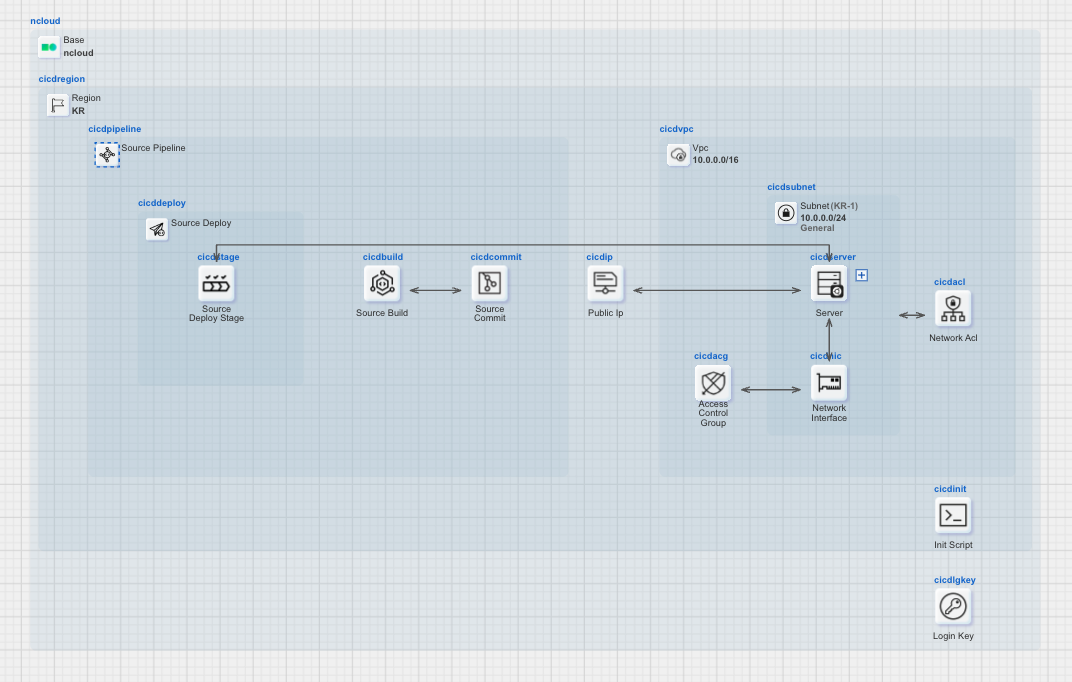 ncloud
Base
ncloud
cicdregion
Region
KR
cicdpipeline
Source Pipeline
cicdvpc
Vpc
10.0.0.0/16
cicdsubnet
Subnet(KR-1)
10.0.0.0/24
General
cicddeploy
Source Deploy
cicdstage
Source
Deploy Stage
cicdbuild
Source Build
cicdcommit
Source
Commit
cicdip
Public Ip
cicdserver
Server
cicdacl
Network Acl
cicdacg
Access
Control
Group
cicdnic
Network
Interface
cicdinit
Init Script
cicdlgkey
Login Key